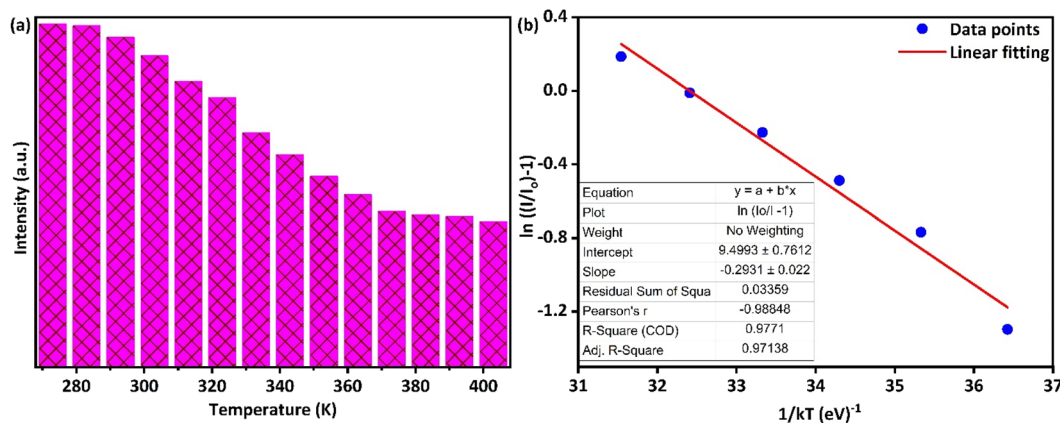 (a)
Intensity (a.u.)
280 300 320 340 360 380 400
Temperature (K)
(b)
Data points
Linear fitting
ln ((I/I₀)-1)
0.4
0.0
-0.4
-0.8
-1.2
Equation y = a + b*x
Plot ln (Io/I -1)
Weight No Weighting
Intercept 9.4993 ± 0.7612
Slope -0.2931 ± 0.022
Residual Sum of Squa 0.03359
Pearson's r -0.98848
R-Square (COD) 0.9771
Adj. R-Square 0.97138
31 32 33 34 35 36 37
1/kT (eV)⁻¹